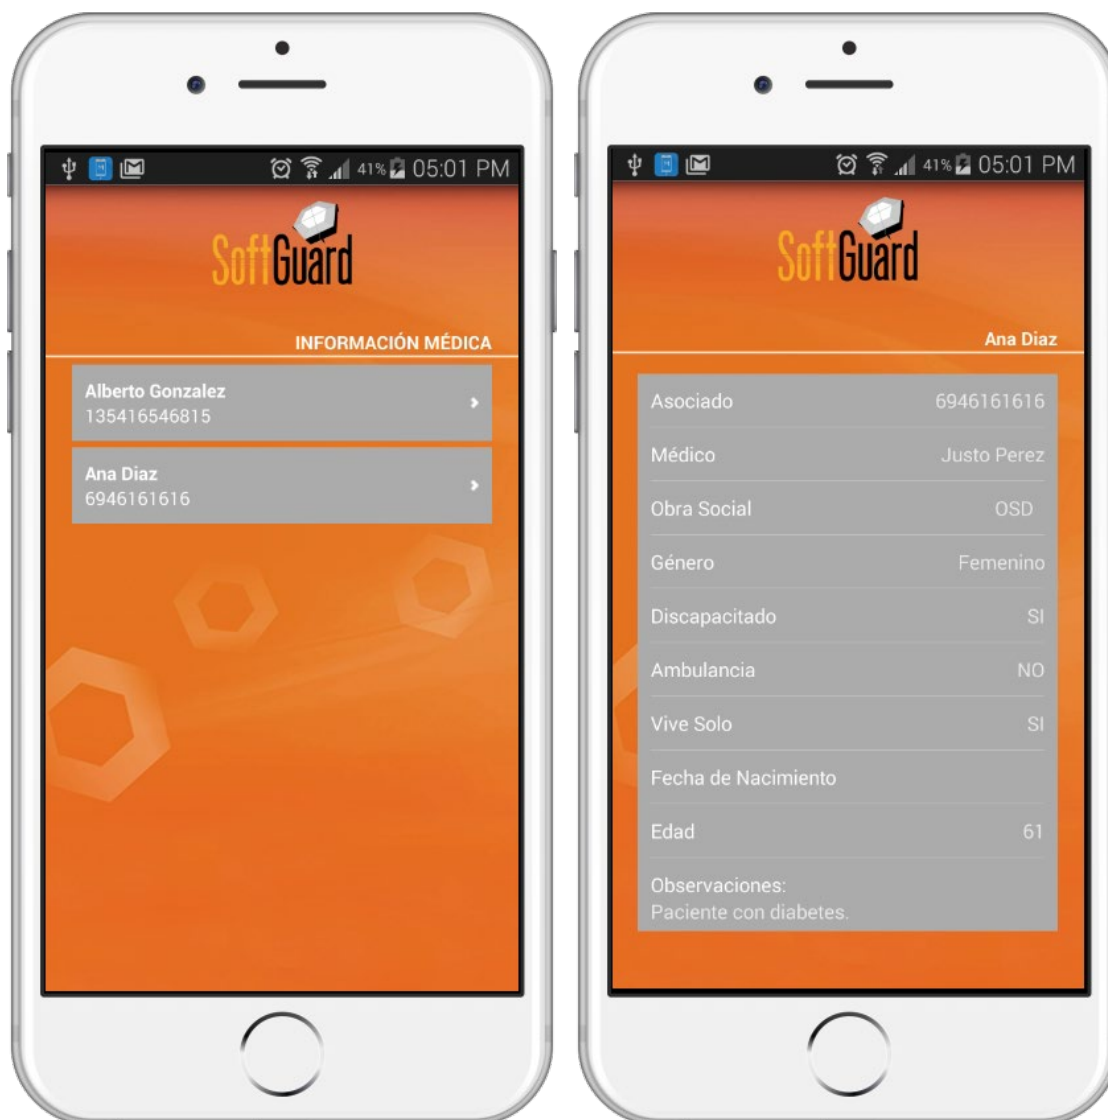 41% 05:01 PM
SoftGuard
INFORMACIÓN MÉDICA
Alberto Gonzalez
135416546815
Ana Diaz
6946161616
41% 05:01 PM
SoftGuard
Ana Diaz
Asociado 6946161616
Médico Justo Perez
Obra Social OSD
Género Femenino
Discapacitado SI
Ambulancia NO
Vive Solo SI
Fecha de Nacimiento
Edad 61
Observaciones:
Paciente con diabetes.